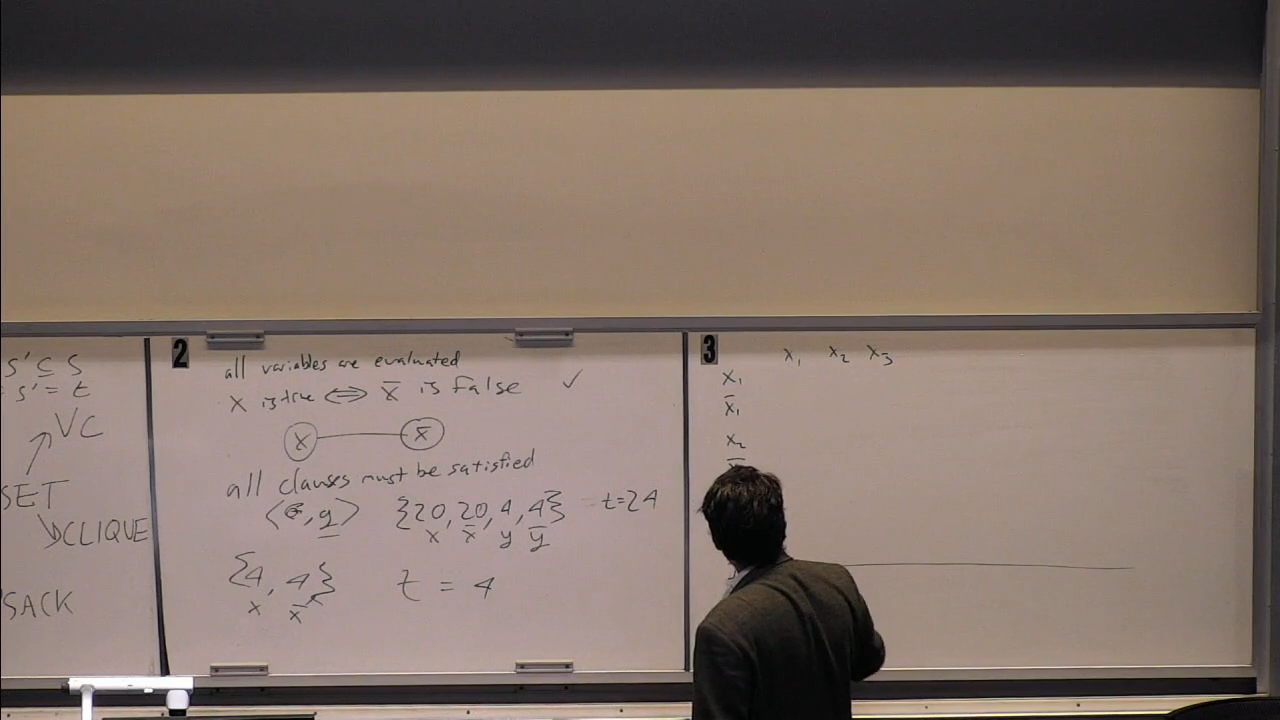 S' ⊆ S
S' = t
VC
SET
CLIQUE
SACK
2
all variables are evaluated
x is true ⟺ x̄ is false ✓
x x̄
all clauses must be satisfied
{20, 20, 4, 4} t=24
x x̄ y ȳ
{4, 4} t = 4
x x̄
3
x₁ x₂ x₃
x₁
x̄₁
x₂